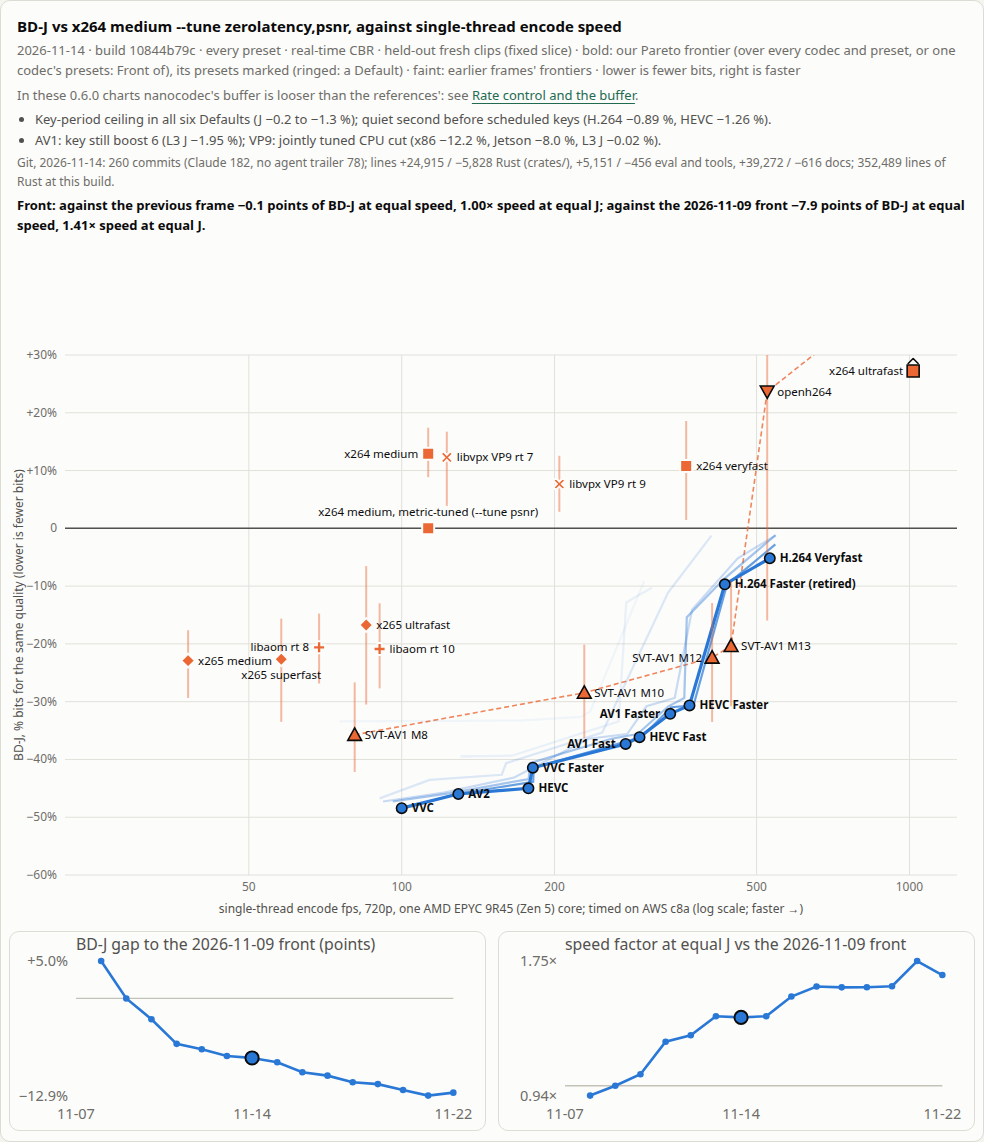 BD-J vs x264 medium --tune zerolatency,psnr, against single-thread encode speed
2026-11-14 · build 10844b79c · every preset · real-time CBR · held-out fresh clips (fixed slice) · bold: our Pareto frontier (over every codec and preset, or one
codec's presets: Front of), its presets marked (ringed: a Default) · faint: earlier frames' frontiers · lower is fewer bits, right is faster
In these 0.6.0 charts nanocodec's buffer is looser than the references': see Rate control and the buffer.
• Key-period ceiling in all six Defaults (J −0.2 to −1.3 %); quiet second before scheduled keys (H.264 −0.89 %, HEVC −1.26 %).
• AV1: key still boost 6 (L3 J −1.95 %); VP9: jointly tuned CPU cut (x86 −12.2 %, Jetson −8.0 %, L3 J −0.02 %).
Git, 2026-11-14: 260 commits (Claude 182, no agent trailer 78); lines +24,915 / −5,828 Rust (crates/), +5,151 / −456 eval and tools, +39,272 / −616 docs; 352,489 lines of
Rust at this build.
Front: against the previous frame −0.1 points of BD-J at equal speed, 1.00× speed at equal J; against the 2026-11-09 front −7.9 points of BD-J at equal
speed, 1.41× speed at equal J.
+30%
x264 ultrafast
openh264
+20%
x264 medium
libvpx VP9 rt 7
+10%
x264 veryfast
libvpx VP9 rt 9
x264 medium, metric-tuned (--tune psnr)
0
H.264 Veryfast
−10%
H.264 Faster (retired)
x265 ultrafast
−20%
libaom rt 8
libaom rt 10
SVT-AV1 M13
x265 medium
SVT-AV1 M12
x265 superfast
SVT-AV1 M10
−30%
HEVC Faster
AV1 Faster
SVT-AV1 M8
HEVC Fast
AV1 Fast
−40%
VVC Faster
HEVC
AV2
VVC
−50%
−60%
BD-J, % bits for the same quality (lower is fewer bits)
50
100
200
500
1000
single-thread encode fps, 720p, one AMD EPYC 9R45 (Zen 5) core; timed on AWS c8a (log scale; faster →)
BD-J gap to the 2026-11-09 front (points)
+5.0%
−12.9%
11-07
11-14
11-22
speed factor at equal J vs the 2026-11-09 front
1.75×
0.94×
11-07
11-14
11-22